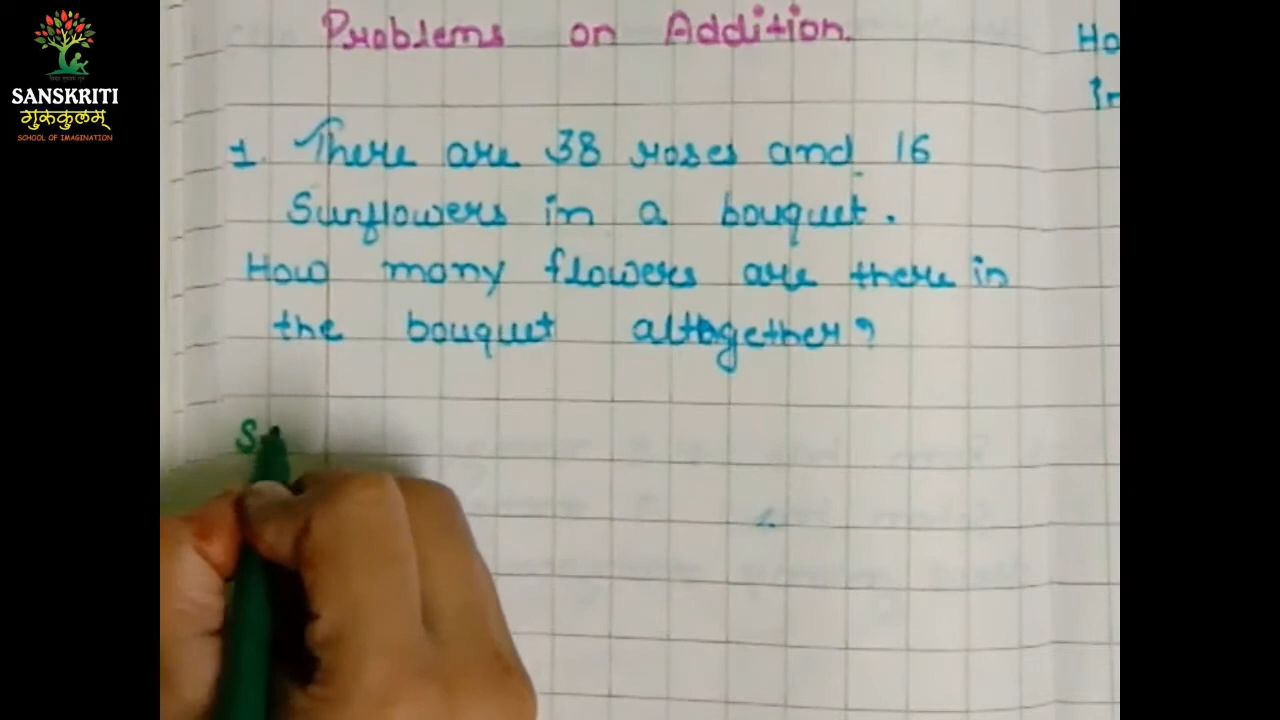 SANSKRITI
गुरुकुलम्
SCHOOL OF IMAGINATION
Problems on Addition.
Ho
in
1. There are 38 roses and 16
Sunflowers in a bouquet.
How many flowers are there in
the bouquet altogether?
S